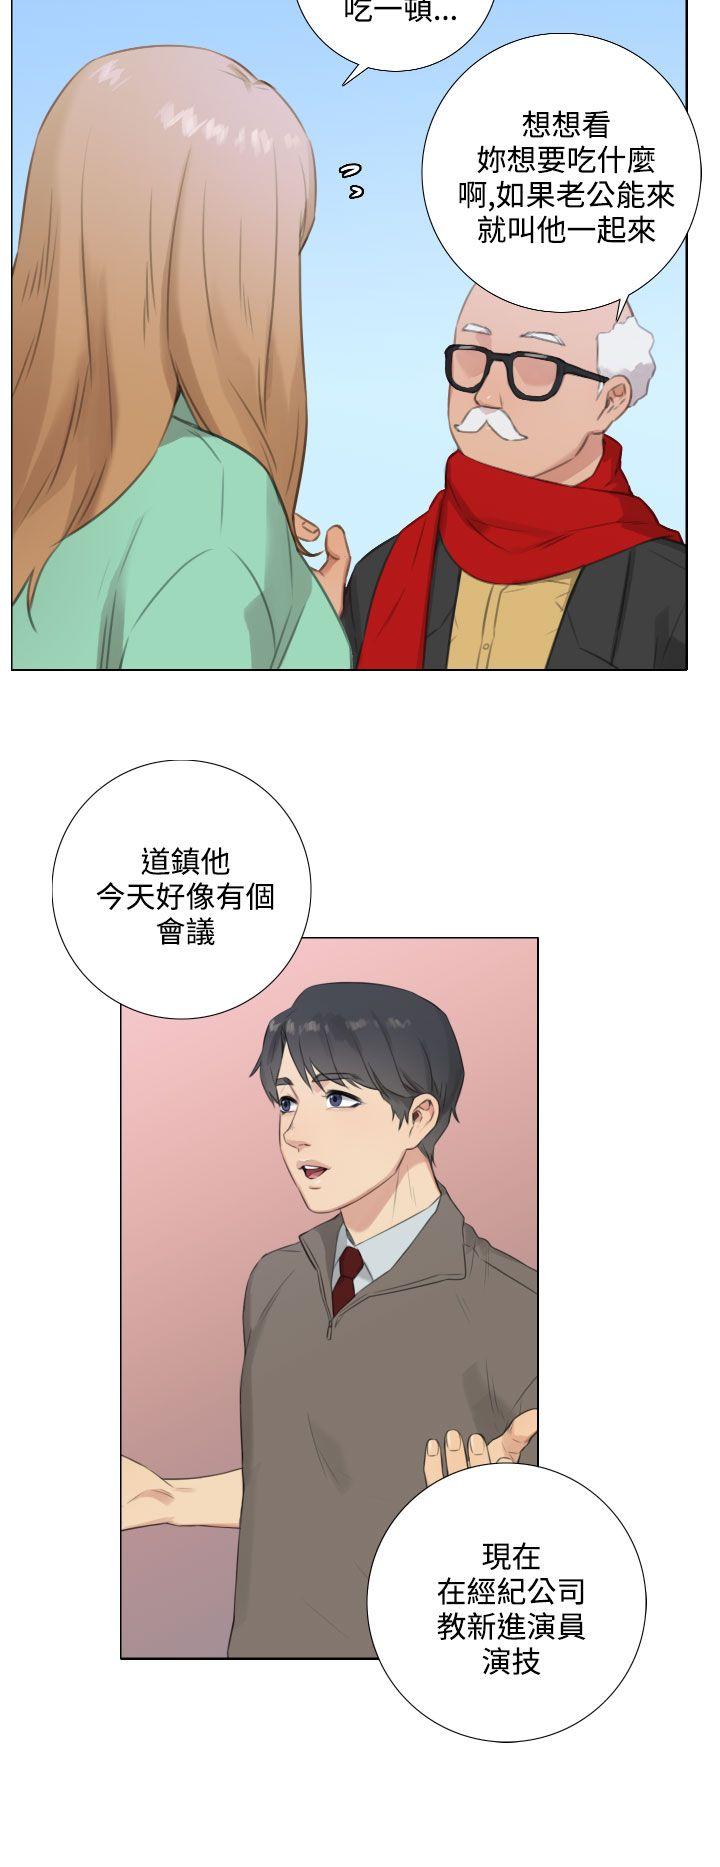 吃一頓...
想想看
妳想要吃什麼
啊,如果老公能來
就叫他一起來
道鎮他
今天好像有個
會議
現在
在經紀公司
教新進演員
演技